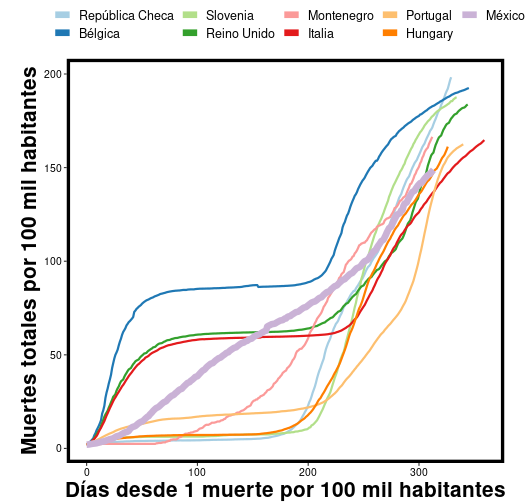 República Checa Slovenia Montenegro Portugal México
Bélgica Reino Unido Italia Hungary
Muertes totales por 100 mil habitantes
200
150
100
50
0
0 100 200 300
Días desde 1 muerte por 100 mil habitantes